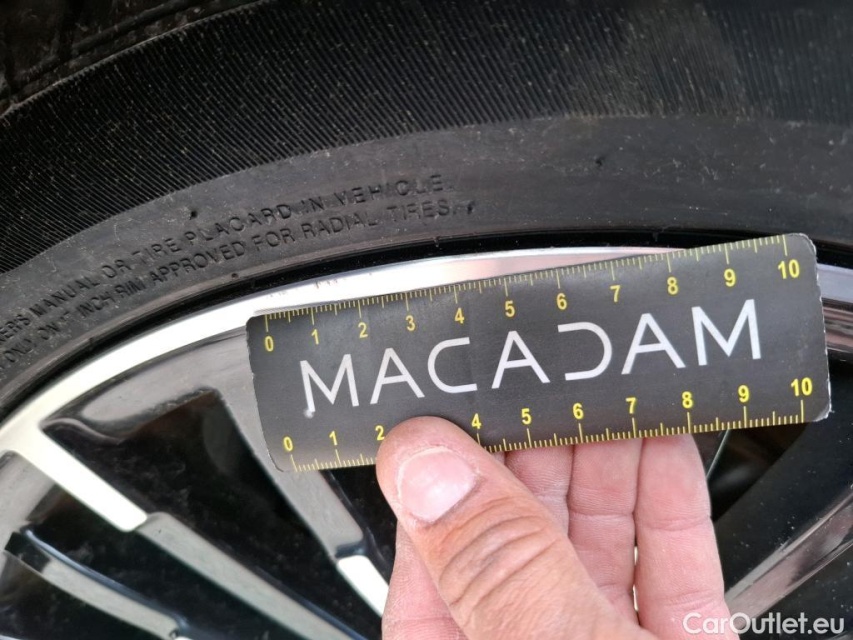 ERS MANUAL OR TIRE PLACARD IN VEHICLE.
ONLY ON 7 INCH RIM APPROVED FOR RADIAL TIRES.
0 1 2 3 4 5 6 7 8 9 10
MACADAM
0 1 2 4 5 6 7 8 9 10
CarOutlet.eu